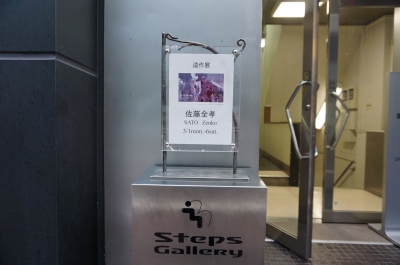 遺作展
佐藤全孝
SATO Zenko
3/1mon.-6sat.
Steps
Gallery